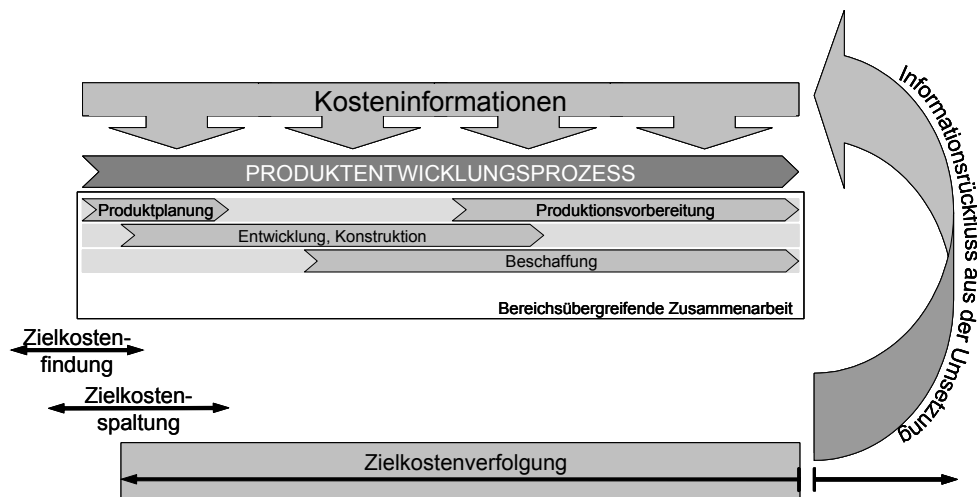 Kosteninformationen
PRODUKTENTWICKLUNGSPROZESS
Produktplanung
Produktionsvorbereitung
Entwicklung, Konstruktion
Beschaffung
Bereichsübergreifende Zusammenarbeit
Informationsrückfluss aus der Umsetzung
Zielkosten-
findung
Zielkosten-
spaltung
Zielkostenverfolgung